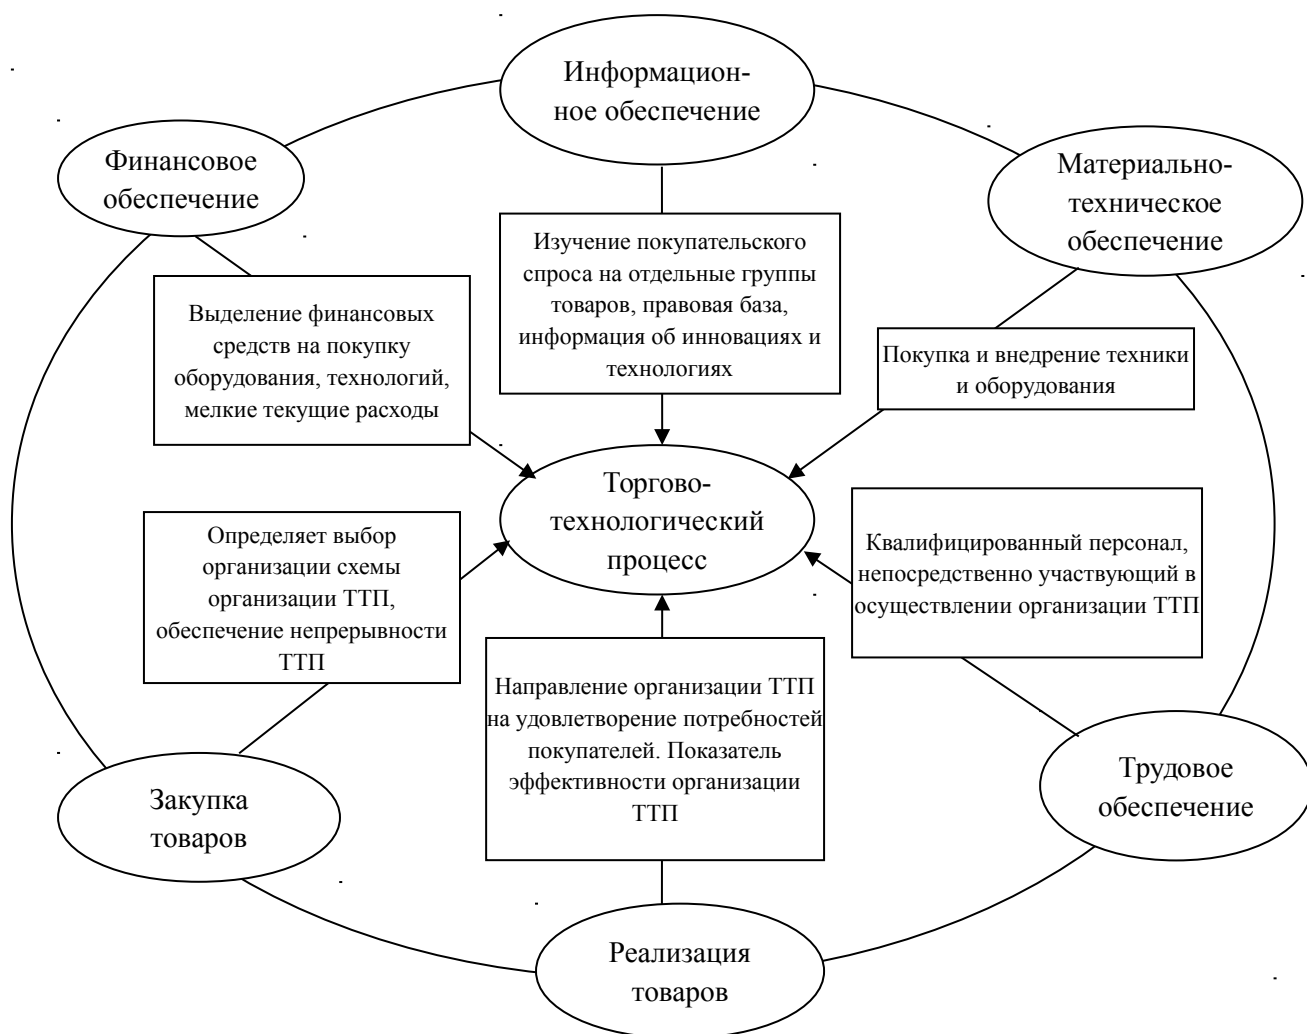 Информацион-
ное обеспечение
Финансовое
обеспечение
Материально-
техническое
обеспечение
Изучение покупательского
спроса на отдельные группы
товаров, правовая база,
информация об инновациях и
технологиях
Выделение финансовых
средств на покупку
оборудования, технологий,
мелкие текущие расходы
Покупка и внедрение техники
и оборудования
Торгово-
технологический
процесс
Определяет выбор
организации схемы
организации ТТП,
обеспечение непрерывности
ТТП
Квалифицированный персонал,
непосредственно участвующий в
осуществлении организации ТТП
Направление организации ТТП
на удовлетворение потребностей
покупателей. Показатель
эффективности организации
ТТП
Закупка
товаров
Трудовое
обеспечение
Реализация
товаров